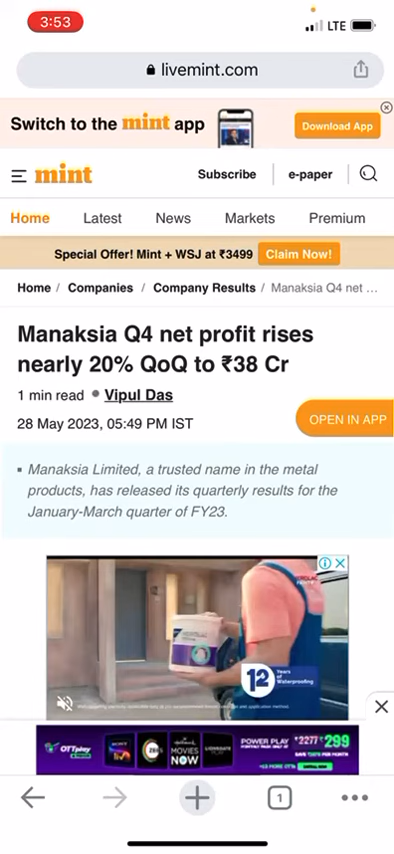 3:53
LTE
livemint.com
Switch to the mint app
Download App
mint
Subscribe
e-paper
Home
Latest
News
Markets
Premium
Special Offer! Mint + WSJ at ₹3499
Claim Now!
Home / Companies / Company Results / Manaksia Q4 net ...
Manaksia Q4 net profit rises
nearly 20% QoQ to ₹38 Cr
1 min read • Vipul Das
28 May 2023, 05:49 PM IST
OPEN IN APP
▪ Manaksia Limited, a trusted name in the metal
products, has released its quarterly results for the
January-March quarter of FY23.
12 Years of
Waterproofing
OTTplay
MOVIES
NOW
LIONSGATE
PLAY
POWER PLAY
₹299
1